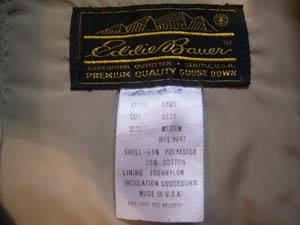 Eddie Bauer
EXPEDITION OUTFITTER • SEATTLE, U.S.A.
PREMIUM QUALITY GOOSE DOWN
STYLE
CUT
SIZE MEDIUM
SHELL-65% POLYESTER
35% COTTON
LINING 100%NYLON
INSULATION GOOSEDOWN
MADE IN U.S.A.